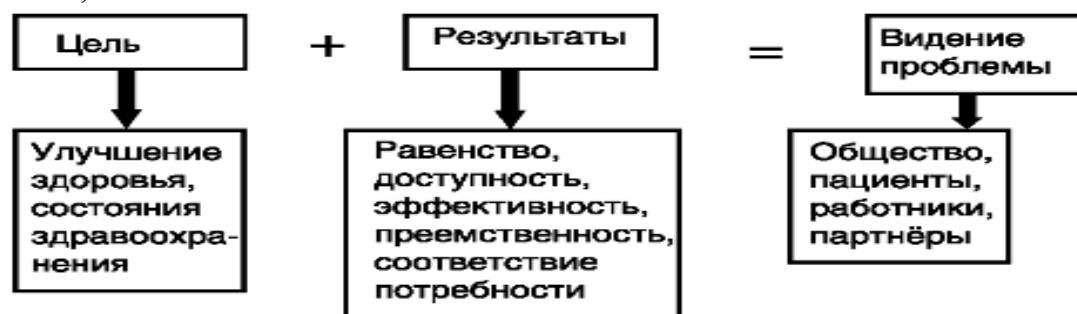 Цель
+
Результаты
=
Видение
проблемы
Улучшение
здоровья,
состояния
здравоохра-
нения
Равенство,
доступность,
эффективность,
преемственность,
соответствие
потребности
Общество,
пациенты,
работники,
партнёры